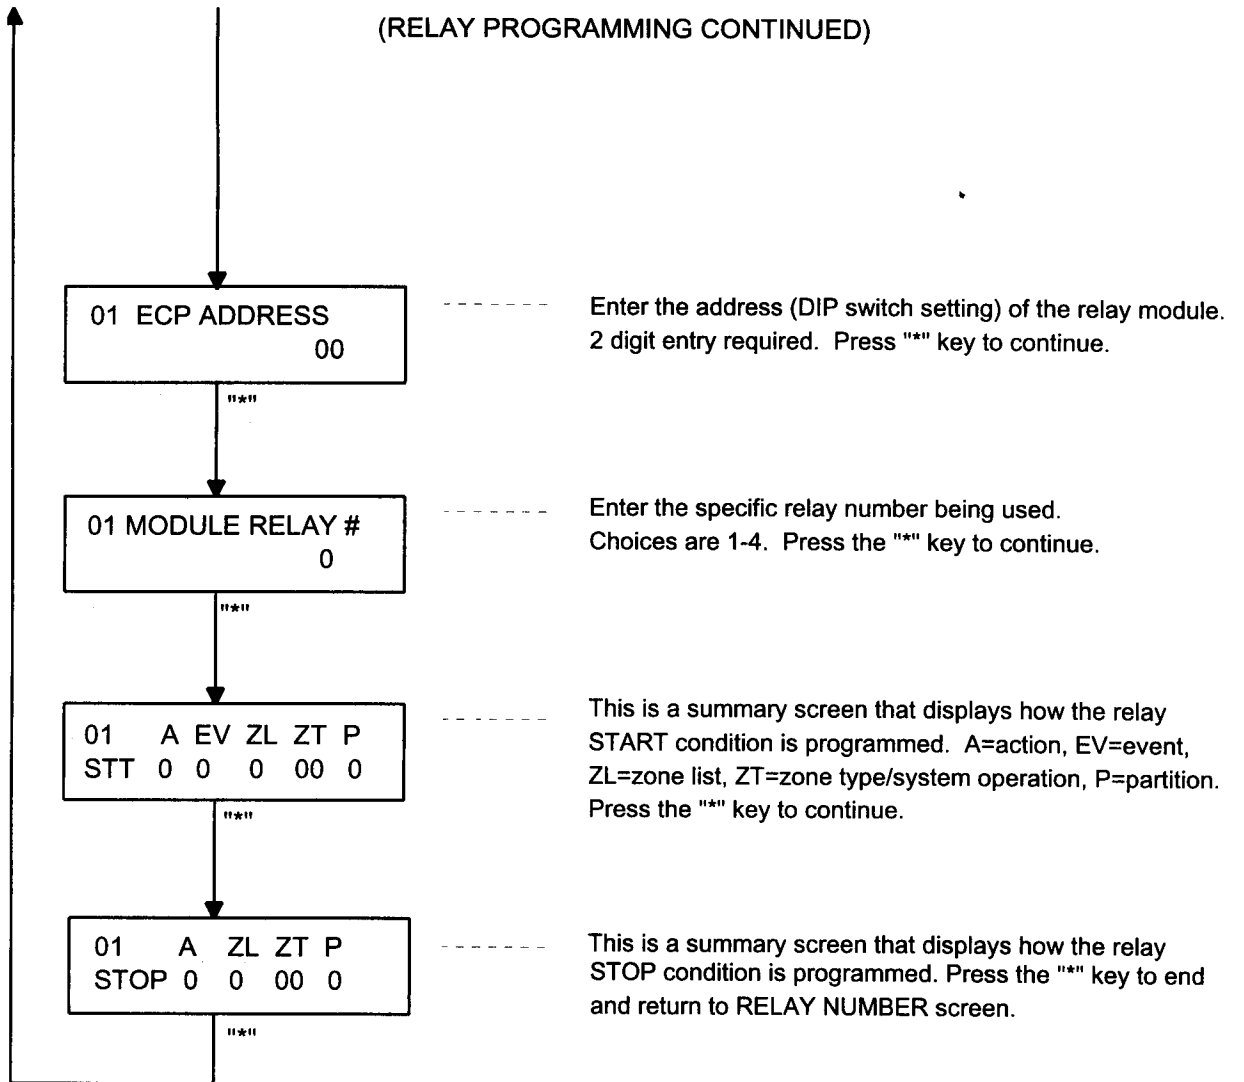 (RELAY PROGRAMMING CONTINUED)
01 ECP ADDRESS
00
Enter the address (DIP switch setting) of the relay module.
2 digit entry required. Press "*" key to continue.
"*"
01 MODULE RELAY #
0
Enter the specific relay number being used.
Choices are 1-4. Press the "*" key to continue.
"*"
01 A EV ZL ZT P
STT 0 0 0 00 0
This is a summary screen that displays how the relay
START condition is programmed. A=action, EV=event,
ZL=zone list, ZT=zone type/system operation, P=partition.
Press the "*" key to continue.
"*"
01 A ZL ZT P
STOP 0 0 00 0
This is a summary screen that displays how the relay
STOP condition is programmed. Press the "*" key to end
and return to RELAY NUMBER screen.
"*"